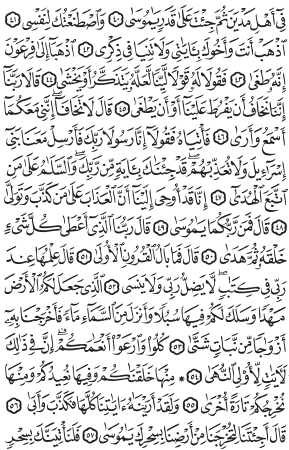 فِىٓ أَهْلِ مَدْيَنَ ثُمَّ جِئْتَ عَلَىٰ قَدَرٍ يَٰمُوسَىٰ ٤٠ وَٱصْطَنَعْتُكَ لِنَفْسِى ٤١
ٱذْهَبْ أَنتَ وَأَخُوكَ بِـَٔايَٰتِى وَلَا تَنِيَا فِى ذِكْرِى ٤٢ ٱذْهَبَآ إِلَىٰ فِرْعَوْنَ
إِنَّهُۥ طَغَىٰ ٤٣ فَقُولَا لَهُۥ قَوْلًا لَّيِّنًا لَّعَلَّهُۥ يَتَذَكَّرُ أَوْ يَخْشَىٰ ٤٤ قَالَا رَبَّنَآ
إِنَّنَا نَخَافُ أَن يَفْرُطَ عَلَيْنَآ أَوْ أَن يَطْغَىٰ ٤٥ قَالَ لَا تَخَافَآ إِنَّنِى مَعَكُمَآ
أَسْمَعُ وَأَرَىٰ ٤٦ فَأْتِيَاهُ فَقُولَآ إِنَّا رَسُولَا رَبِّكَ فَأَرْسِلْ مَعَنَا بَنِىٓ
إِسْرَٰٓءِيلَ وَلَا تُعَذِّبْهُمْ ۖ قَدْ جِئْنَٰكَ بِـَٔايَةٍ مِّن رَّبِّكَ ۖ وَٱلسَّلَٰمُ عَلَىٰ مَنِ
ٱتَّبَعَ ٱلْهُدَىٰٓ ٤٧ إِنَّا قَدْ أُوحِىَ إِلَيْنَآ أَنَّ ٱلْعَذَابَ عَلَىٰ مَن كَذَّبَ وَتَوَلَّىٰ
٤٨ قَالَ فَمَن رَّبُّكُمَا يَٰمُوسَىٰ ٤٩ قَالَ رَبُّنَا ٱلَّذِىٓ أَعْطَىٰ كُلَّ شَىْءٍ
خَلْقَهُۥ ثُمَّ هَدَىٰ ٥٠ قَالَ فَمَا بَالُ ٱلْقُرُونِ ٱلْأُولَىٰ ٥١ قَالَ عِلْمُهَا عِندَ
رَبِّى فِى كِتَٰبٍ ۖ لَّا يَضِلُّ رَبِّى وَلَا يَنسَى ٥٢ ٱلَّذِى جَعَلَ لَكُمُ ٱلْأَرْضَ
مَهْدًا وَسَلَكَ لَكُمْ فِيهَا سُبُلًا وَأَنزَلَ مِنَ ٱلسَّمَآءِ مَآءً فَأَخْرَجْنَا بِهِۦٓ
أَزْوَٰجًا مِّن نَّبَاتٍ شَتَّىٰ ٥٣ كُلُوا۟ وَٱرْعَوْا۟ أَنْعَٰمَكُمْ ۗ إِنَّ فِى ذَٰلِكَ
لَـَٔايَٰتٍ لِّأُو۟لِى ٱلنُّهَىٰ ٥٤ ۞ مِنْهَا خَلَقْنَٰكُمْ وَفِيهَا نُعِيدُكُمْ وَمِنْهَا
نُخْرِجُكُمْ تَارَةً أُخْرَىٰ ٥٥ وَلَقَدْ أَرَيْنَٰهُ ءَايَٰتِنَا كُلَّهَا فَكَذَّبَ وَأَبَىٰ ٥٦
قَالَ أَجِئْتَنَا لِتُخْرِجَنَا مِنْ أَرْضِنَا بِسِحْرِكَ يَٰمُوسَىٰ ٥٧ فَلَنَأْتِيَنَّكَ بِسِحْرٍ